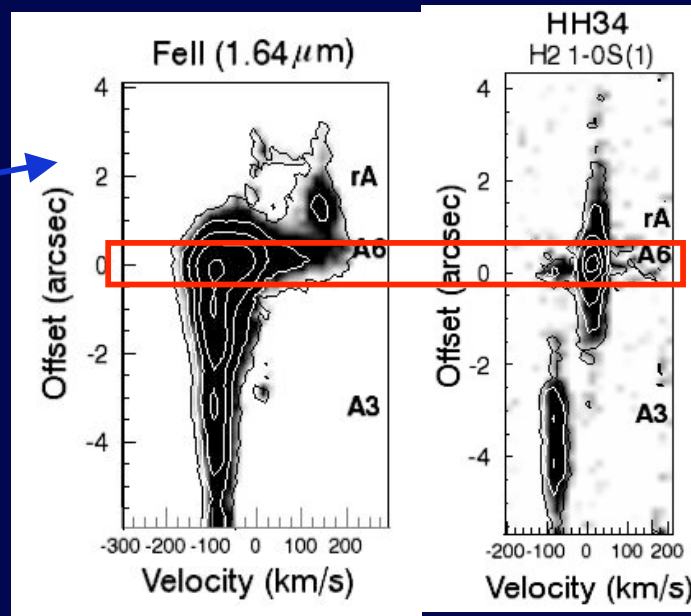 FeII (1.64μm)
4
2
0
-2
-4
Offset (arcsec)
rA
A6
A3
-300 -200 -100 0 100
Velocity (km/s)
HH34
H2 1-0S(1)
4
2
0
-2
-4
Offset (arcsec)
rA
A6
A3
-200 -100 0 100 200
Velocity (km/s)